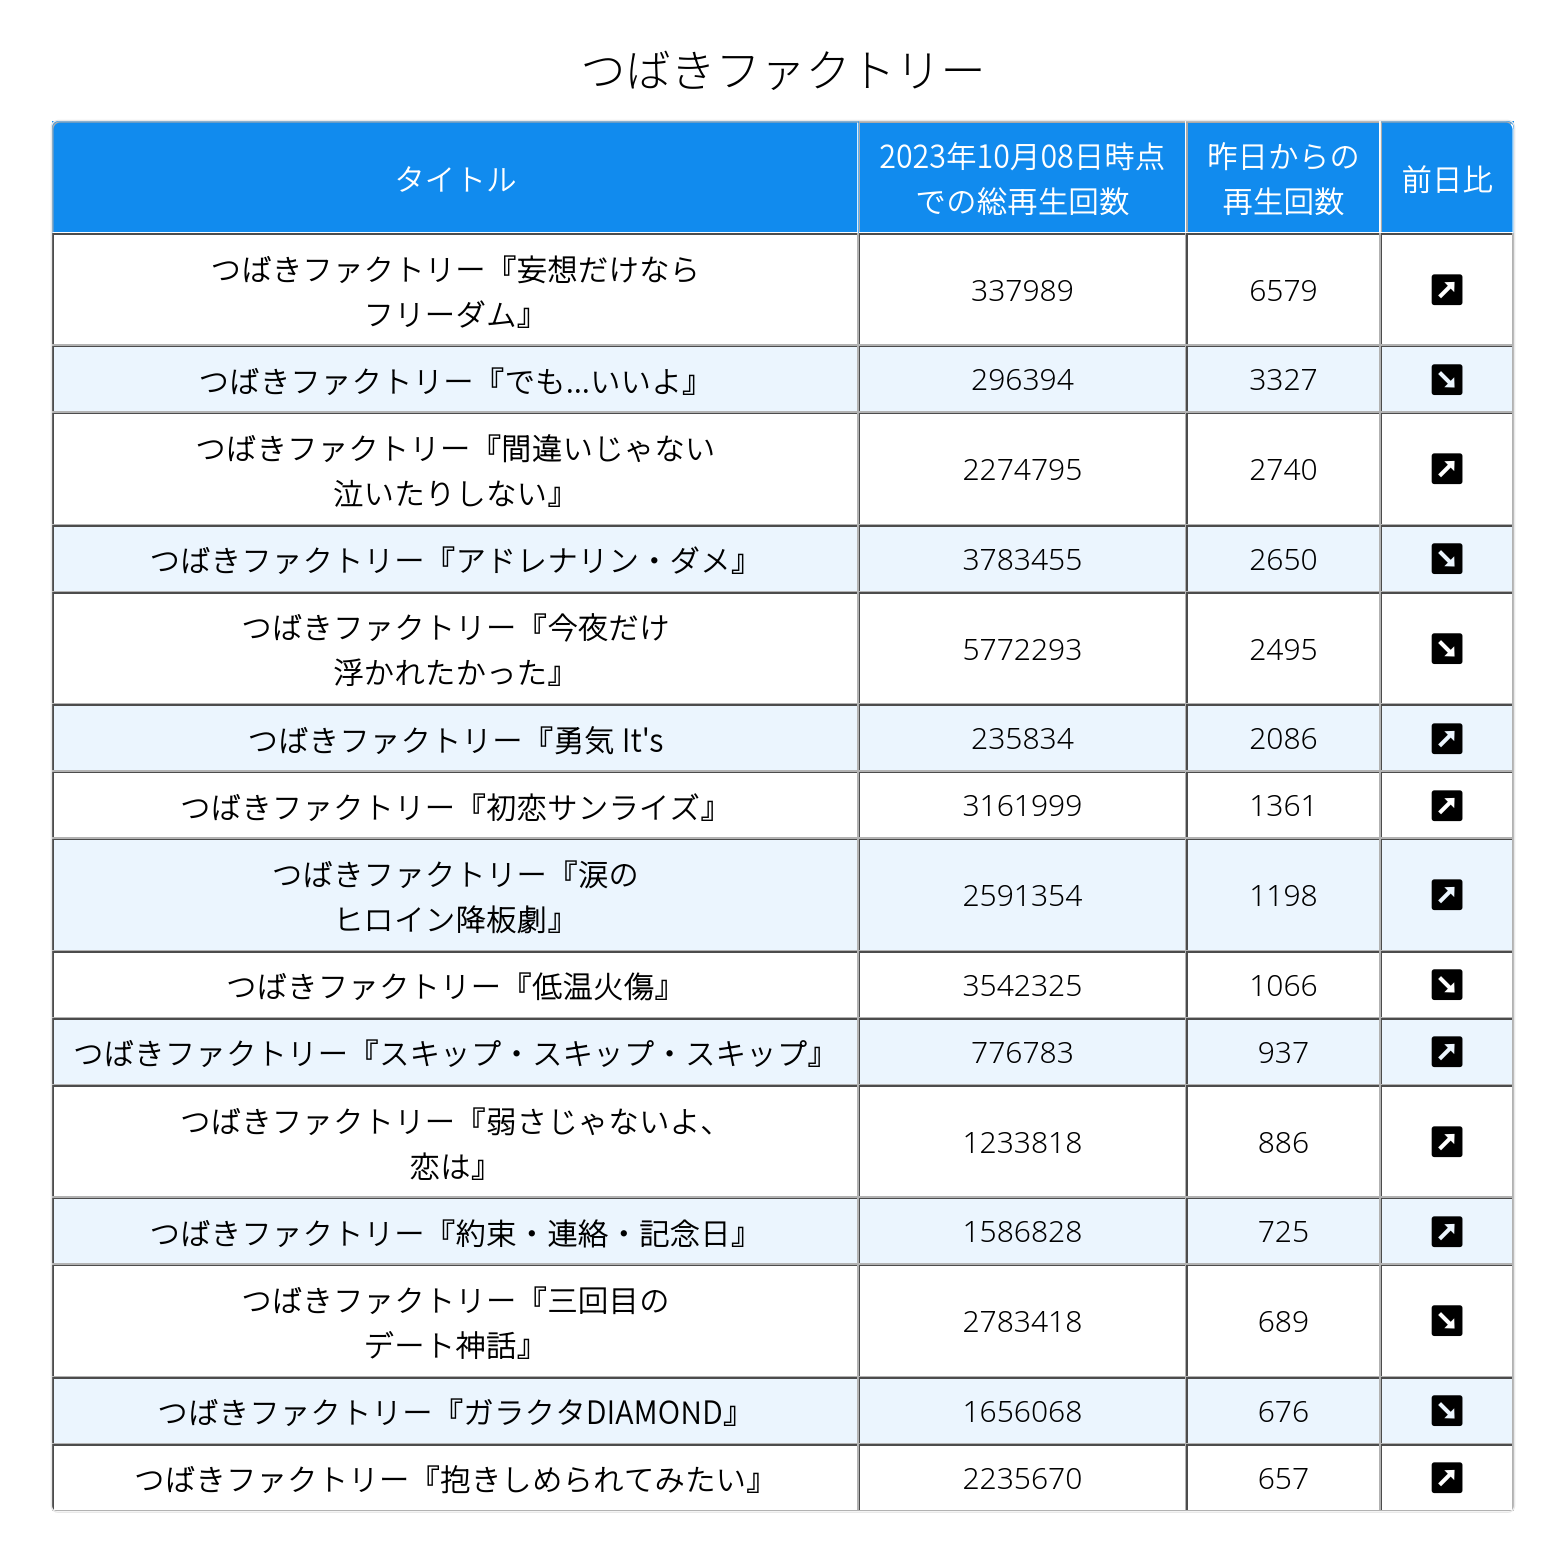 つばきファクトリー
タイトル
2023年10月08日時点
での総再生回数
昨日からの
再生回数
前日比
つばきファクトリー『妄想だけなら
フリーダム』
337989
6579
つばきファクトリー『でも...いいよ』
296394
3327
つばきファクトリー『間違いじゃない
泣いたりしない』
2274795
2740
つばきファクトリー『アドレナリン・ダメ』
3783455
2650
つばきファクトリー『今夜だけ
浮かれたかった』
5772293
2495
つばきファクトリー『勇気 It's
235834
2086
つばきファクトリー『初恋サンライズ』
3161999
1361
つばきファクトリー『涙の
ヒロイン降板劇』
2591354
1198
つばきファクトリー『低温火傷』
3542325
1066
つばきファクトリー『スキップ・スキップ・スキップ』
776783
937
つばきファクトリー『弱さじゃないよ、
恋は』
1233818
886
つばきファクトリー『約束・連絡・記念日』
1586828
725
つばきファクトリー『三回目の
デート神話』
2783418
689
つばきファクトリー『ガラクタDIAMOND』
1656068
676
つばきファクトリー『抱きしめられてみたい』
2235670
657